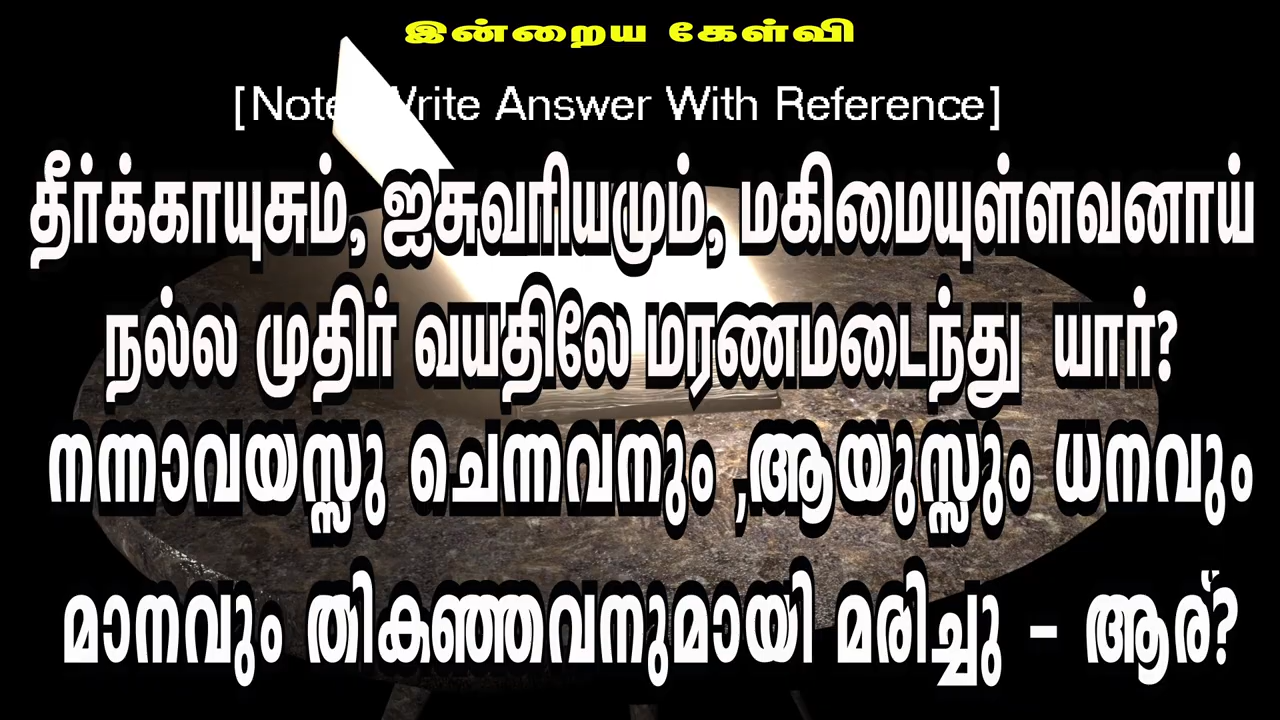 இன்றைய கேள்வி
[Note: Write Answer With Reference]
தீர்க்காயுசும், ஐசுவரியமும், மகிமையுள்ளவனாய்
நல்ல முதிர் வயதிலே மரணமடைந்து யார்?
നന്നാവയസ്സു ചെന്നവനും ,ആയുസ്സും ധനവും
മാനവും തികഞ്ഞവനുമായി മരിച്ചു - ആര്?